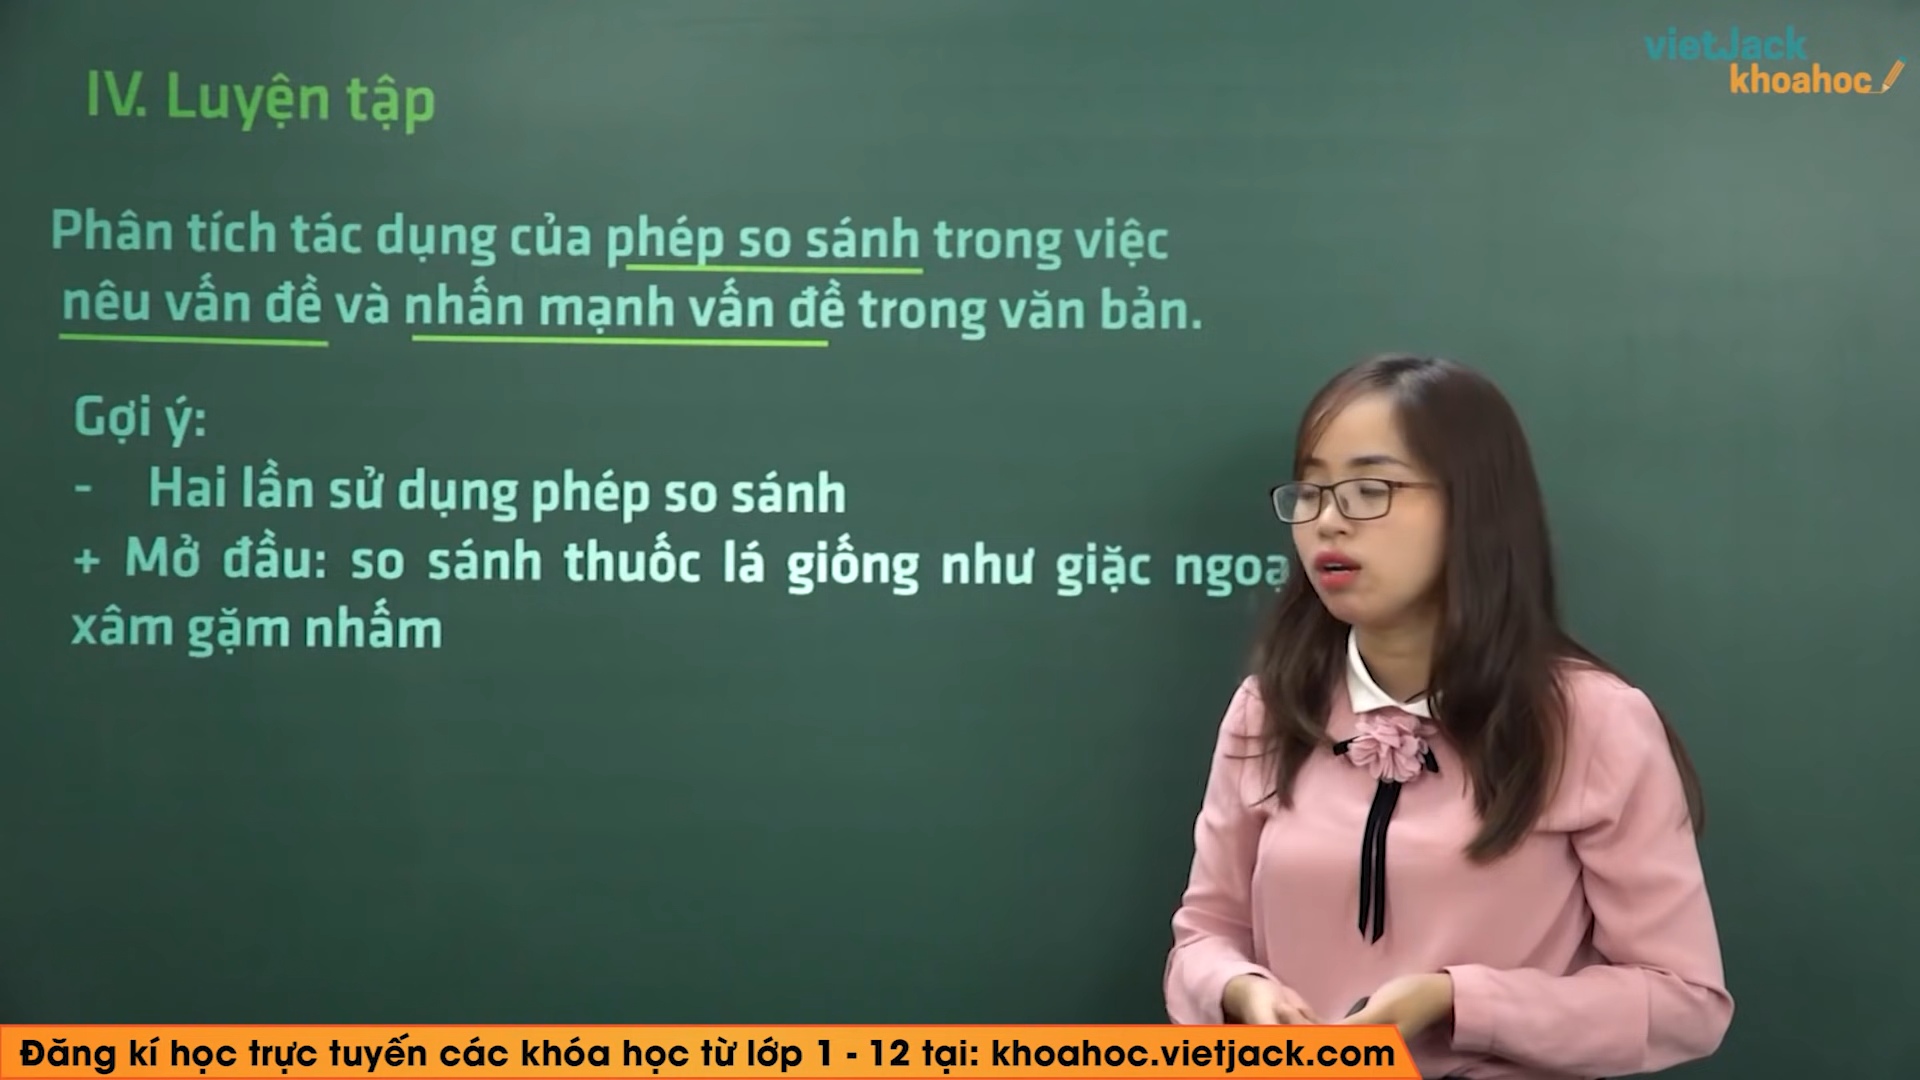 vietJack
khoahoc
IV. Luyện tập
Phân tích tác dụng của phép so sánh trong việc
nêu vấn đề và nhấn mạnh vấn đề trong văn bản.
Gợi ý:
- Hai lần sử dụng phép so sánh
+ Mở đầu: so sánh thuốc lá giống như giặc
xâm gặm nhấm
Đăng kí học trực tuyến các khóa học từ lớp 1 - 12 tại: khoahoc.vietjack.com